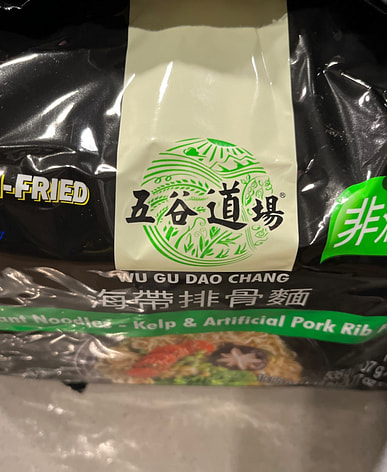 -FRIED
五谷道場®
非
WU GU DAO CHANG
海帶排骨麵
Noodles - Kelp & Artificial Pork Rib